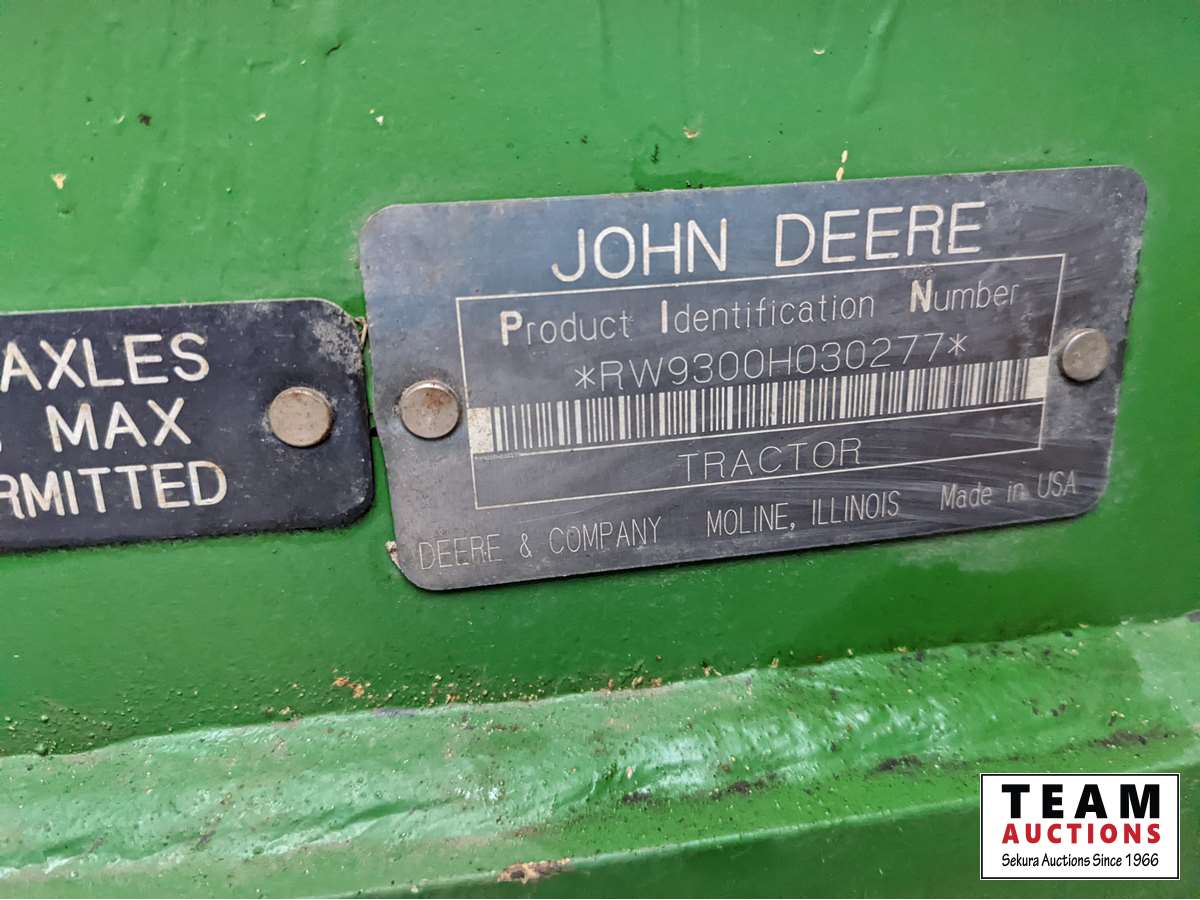 AXLES
MAX
RMITTED
JOHN DEERE
Product Identification Number
*RW9300H030277*
TRACTOR
DEERE & COMPANY MOLINE, ILLINOIS Made in USA
TEAM
AUCTIONS
Sekura Auctions Since 1966